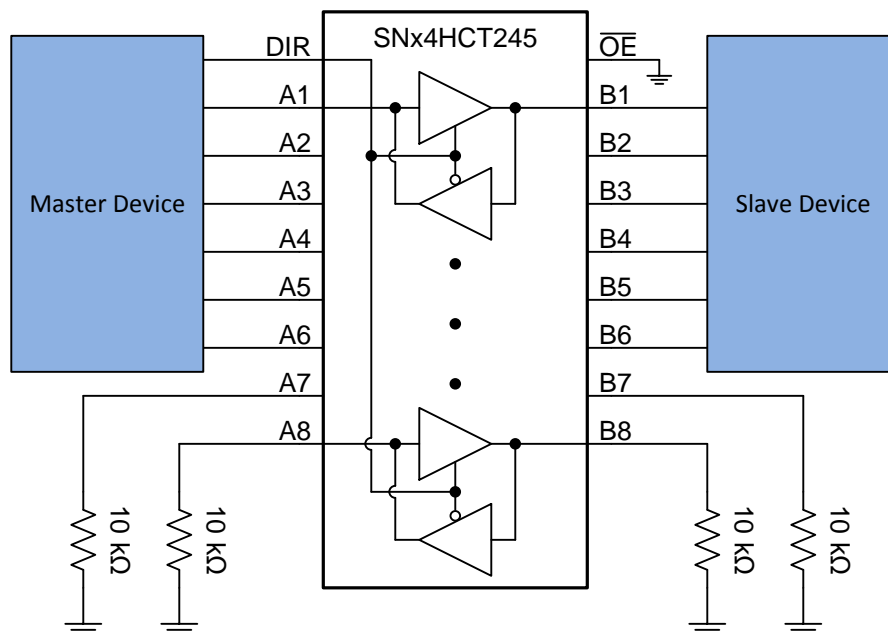 SNx4HCT245
DIR
A1
A2
A3
A4
A5
A6
A7
A8
OE
B1
B2
B3
B4
B5
B6
B7
B8
Master Device
Slave Device
10 kΩ
10 kΩ
10 kΩ
10 kΩ